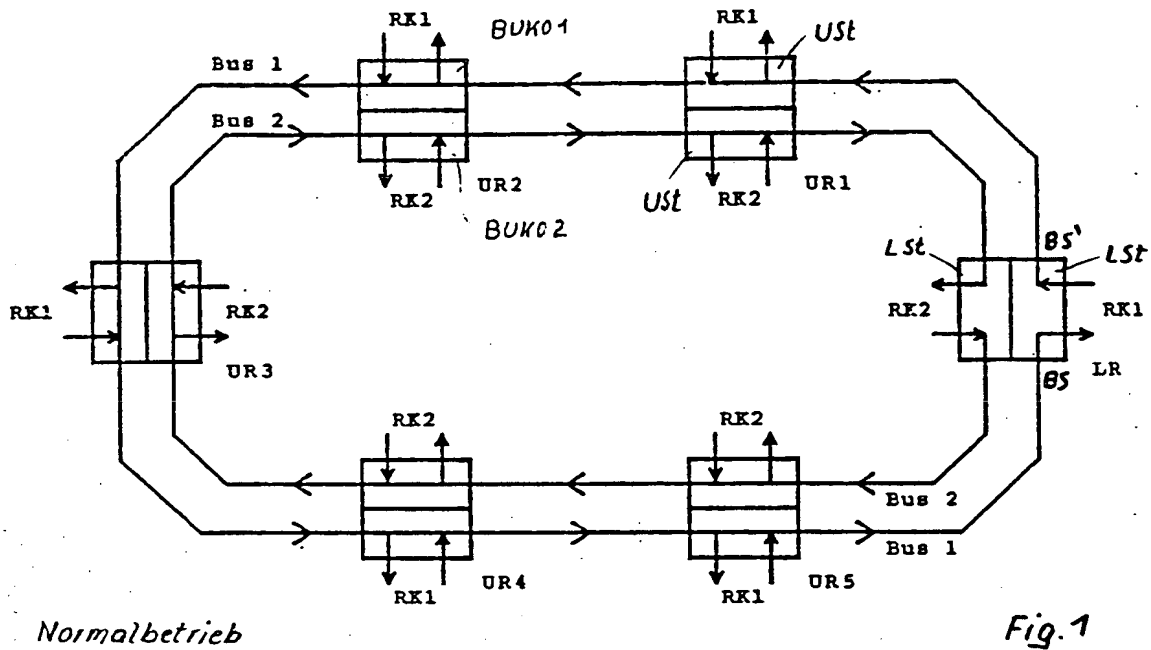 RK1
BUKO1
RK1
USt
Bus 1
Bus 2
RK2
UR2
BUKO2
USt
RK2
UR1
LSt
BS'
LSt
RK1
RK2
UR3
RK2
RK1
BS
LR
RK2
RK2
Bus 2
Bus 1
RK1
UR4
RK1
UR5
Normalbetrieb
Fig. 1